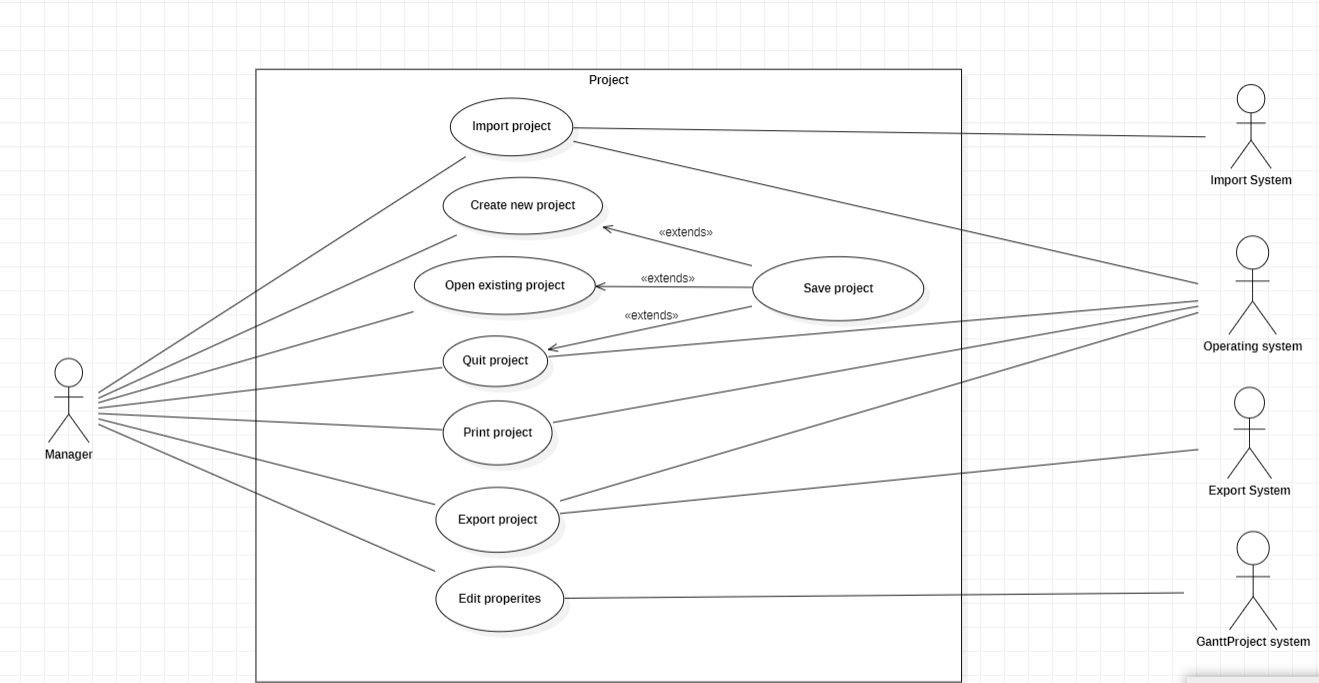 Project
Import project
Import System
Create new project
«extends»
«extends»
Open existing project
Save project
«extends»
Operating system
Quit project
Print project
Manager
Export System
Export project
Edit properites
GanttProject system